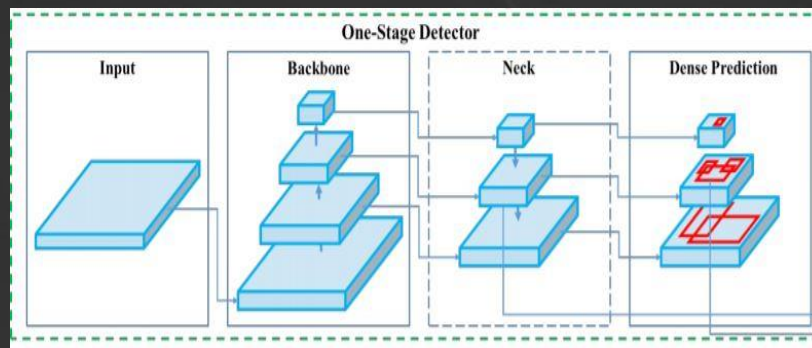 One-Stage Detector
Input
Backbone
Neck
Dense Prediction